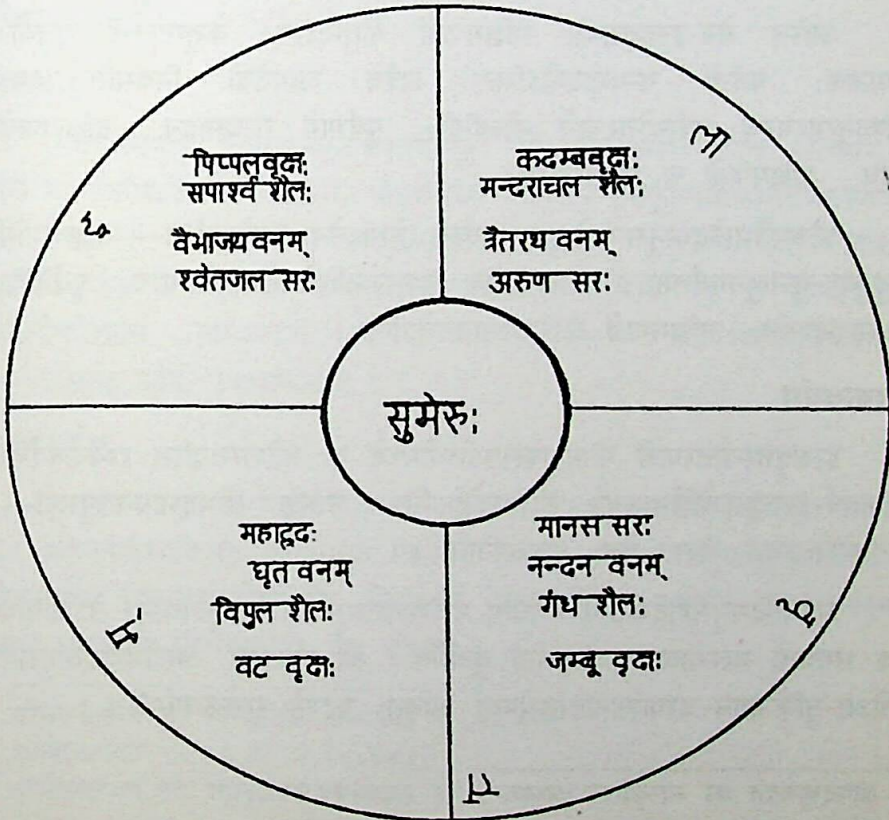 पिप्पलवृक्षः
सपार्श्व शैलः
वैभाजयवनम्
श्वेतजल सरः
कदम्बवृक्षः
मन्दराचल शैलः
त्रैतरथ वनम्
अरुण सरः
सुमेरुः
महाह्रदः
घृत वनम्
विपुल शैलः
वट वृक्षः
मानस सरः
नन्दन वनम्
गंध शैलः
जम्बू वृक्षः